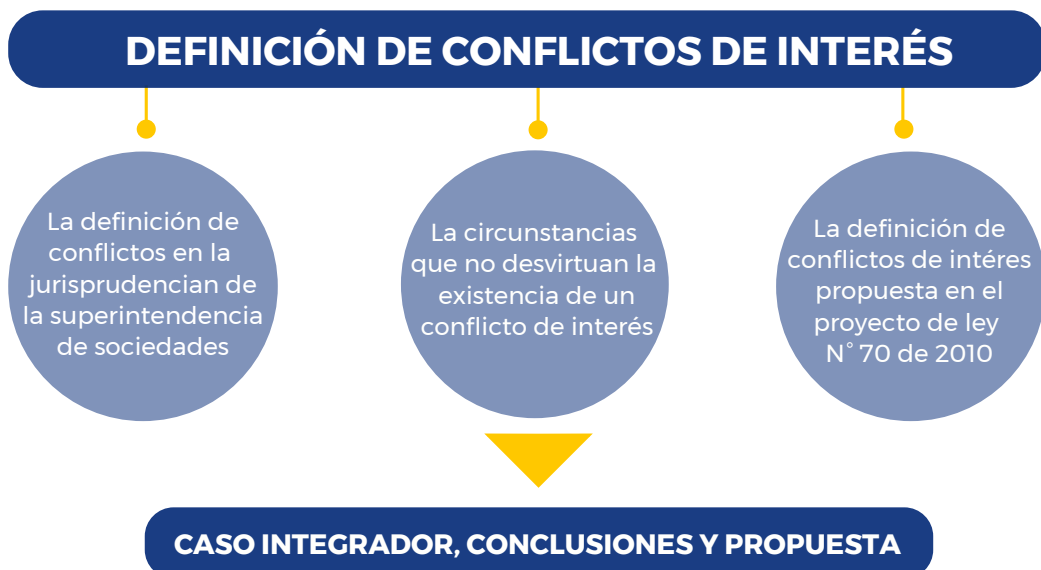 DEFINICIÓN DE CONFLICTOS DE INTERÉS
La definición de
conflictos en la
jurisprudencian de
la superintendencia
de sociedades
La circunstancias
que no desvirtuan la
existencia de un
conflicto de interés
La definición de
conflictos de intéres
propuesta en el
proyecto de ley
N° 70 de 2010
CASO INTEGRADOR, CONCLUSIONES Y PROPUESTA